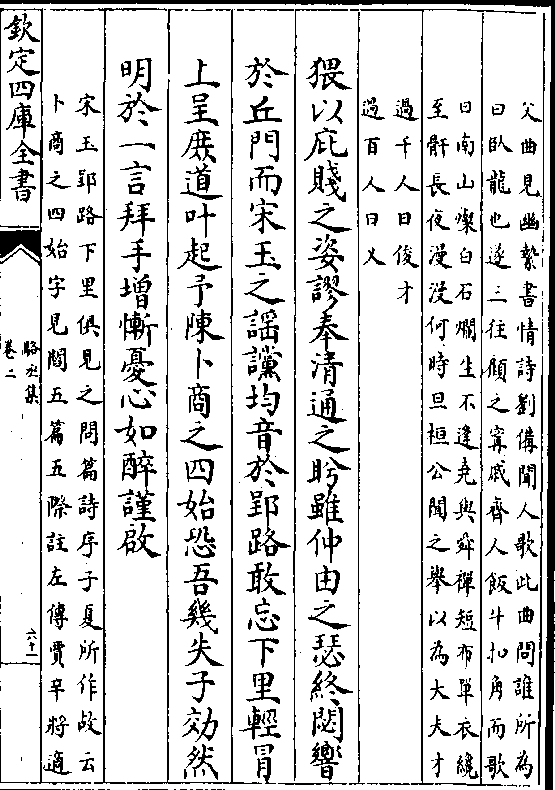 父曲見幽縶書情詩劉備聞人歌此曲問誰所為
曰卧龍也遂三往顧之寗戚齊人飯牛扣角而歌
曰南山燦白石爛生不逢堯與舜禪短布單衣纔
至骭長夜漫漫何時旦桓公聞之舉以為大夫才
過千人曰俊才
過百人曰乂
猥以庇賤之姿謬奉清通之盻雖仲由之瑟終閟響
於丘門而宋玉之謡讜均音於郢路敢忘下里輕冒
上呈庶道叶起予陳卜商之四始恐吾幾失子効然
明於一言拜手增慚憂心如醉謹啟
宋玉郢路下里俱見之問篇詩序子夏所作故云
卜商之四始字見閻五篇五際註左傳賈辛將適
欽定四庫全書
駱丞集
卷二
六十一